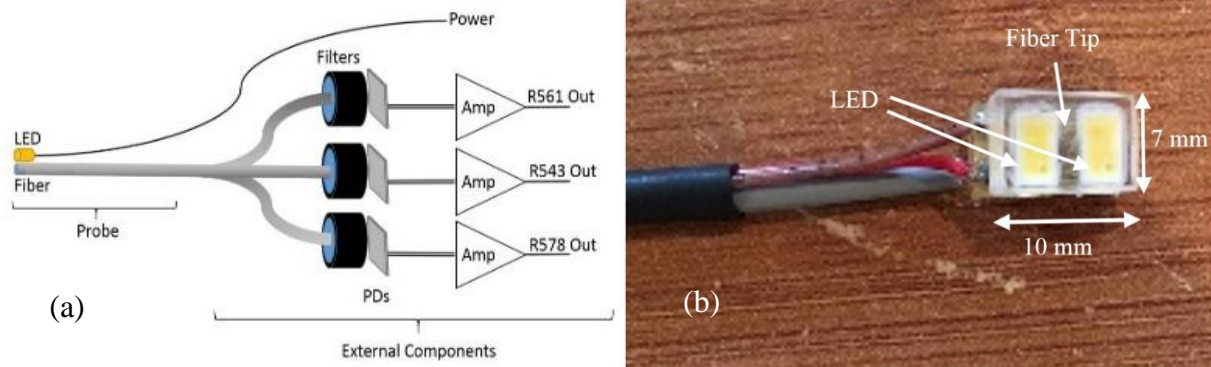 Power
Filters
Amp
R561 Out
LED
Fiber
Amp
R543 Out
Probe
Amp
R578 Out
PDs
(a)
External Components
Fiber Tip
LED
7 mm
10 mm
(b)